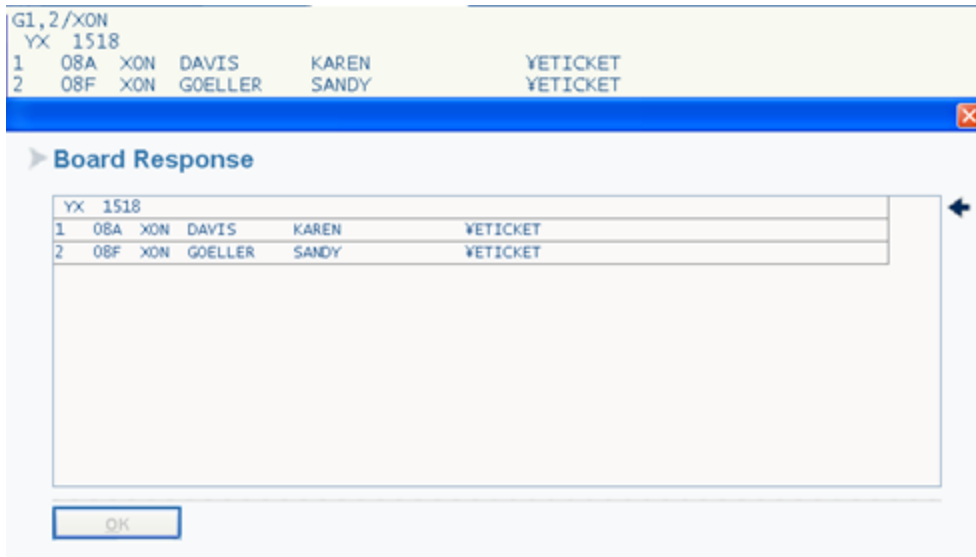 G1,2/XON
YX 1518
1 08A XON DAVIS KAREN ¥ETICKET
2 08F XON GOELLER SANDY ¥ETICKET
Board Response
YX 1518
1 08A XON DAVIS KAREN ¥ETICKET
2 08F XON GOELLER SANDY ¥ETICKET
OK